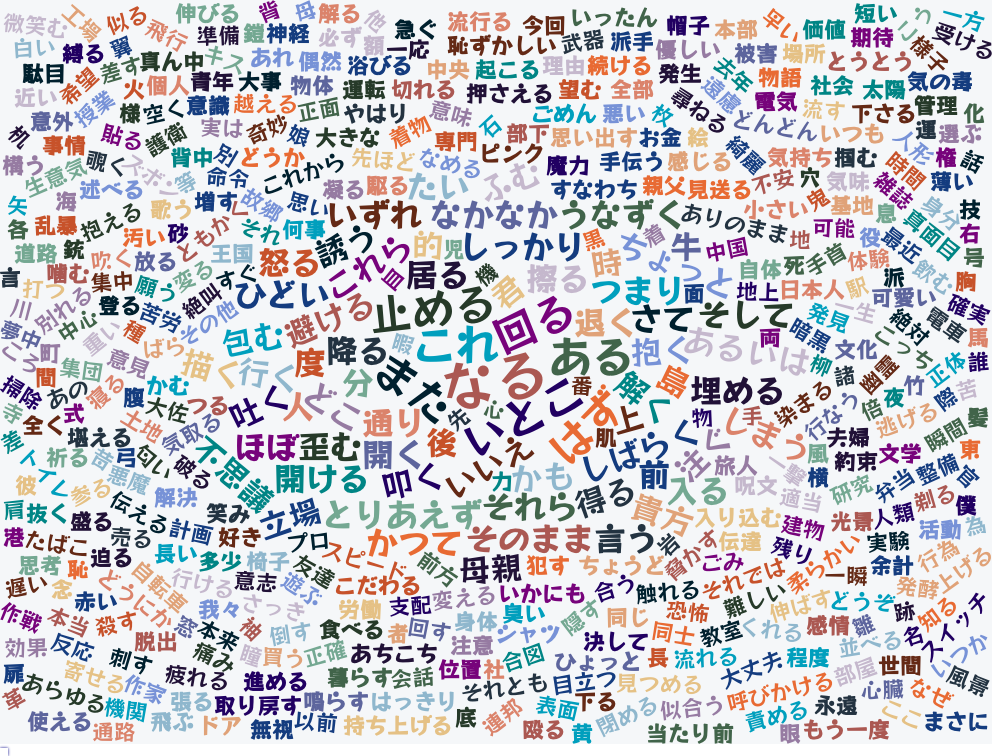 微笑む 工場 似る 飛行 伸びる 背 母 解る 他 急ぐ 流行る 今回 いったん 帽子 本部 早い 価値 短い 一方
白い 縛る 翼 準備 鎧 神経 必ず 額 一応 恥ずかしい 武器 派手 優しい 被害 場所 期待 様子 受ける
駄目 希望 差す 真ん中 キス あれ 偶然 浴びる 中央 起こる 理由 続ける 発生 去年 物語 とうとう 気の毒
近い 授業 火 個人 青年 大事 物体 運転 切れる 押さえる 望む 全部 尋ねる 遠慮 電気 社会 太陽 管理 化
意外 様 空く 意識 越える 正面 やはり 意味 石 ごめん 悪い 枚 どんどん 流す いつも 下さる 運 選ぶ
事情 貼る 護衛 実は 奇妙 娘 大きな 着物 専門 部下 思い出す お金 絵 綺麗 人形 権 話
構う 生意気 覗く ズボン 背中 別 どうか これから 先ほど なめる ピンク 魔力 手伝う 感じる 気持ち 掴む 時間 雑誌 薄い
海 述べる 等 命令 凝る 殴る たい ふむ すなわち 親父 見送る 不安 穴 気味 鬼 身分
矢 各 乱暴 抱える 歌う 増す 故郷 思い いずれ なかなか うなずく ありのまま 小さい 基地 息 真面目 技
道路 銃 汚い 砂 ともかく それ 何事 誘う これら 的 児 しっかり 黒 ちょっと 着 牛 中国 地 可能 役 最近 右
言 噛む 吹く 放る 王国 怒る 皿 居る 機 擦る 時 自体 死 手首 体験 派 飲む 号
打つ 集中 願う 変る 絶叫 すぐ ひどい 君 つまり 面 地上 日本人 駅 可愛い 胸
川 別れる 中心 登る 苦労 その他 避ける 止める 回る 退く さて そして 両 発見 生 絶対 電車 確実
夢中 町 重い 種 ばら 包む 度 降る 暇 これ ある 抱く あるいは 暗黒 文化 こっち 馬
ころ 間 集団 意見 描く 行く 分 また なる 番 解く 島 埋める 柳 諸 幽霊 正体 誰
掃除 あの 寝る 腹 かむ 吐く 人 どこ 先 心 いとこ はず 上 物 手 染まる 行なう 倍 夜 竹 際 苦
寺 全く 式 土地 大佐 つる 気取る 通り 後 肌 しまう 風 夫婦 逃げる 瞬間 髪
差 堪える 弓 匂い 破る 不思議 ほぼ 歪む 開く いいえ しばらく 注ぐ 旅人 一撃 横 約束 文学 東
彼 祈る 苦 悪魔 開ける 叩く カ かも 前 入る 呪文 適当 研究 弁当 整備 官
肩 抜く 参る 伝える 解決 笑み 立場 とりあえず それら 得る 貴方 入り込む 建物 光景 人類 剃る 僕
港 たばこ 盛る 売る 計画 好き プロ かつて そのまま 言う 岩 伝達 残り 実験 活動 為
思考 恥 迫る 長い 多少 椅子 友達 スピード 前方 母親 犯す ちょうど 脅かす ごみ 柔らかい 一瞬 余計 行為
遅い 念 赤い どうにか 自転車 行ける 意志 遊ぶ こだわる 支配 変える いかにも 合う 触れる それでは 難しい 伸ばす どうぞ 発酵 上げる
作戦 本当 殺す 我々 さっき 袖 労働 身体 臭い 隠す 同じ 恐怖 跡 知る スイッチ
効果 反応 脱出 窓 本来 倒す 食べる 者 回す シャツ 決して 同士 教室 くれる 感情 雛 名 いつか
扉 刺す 痛み 瞳 買う 正確 あちこち 注意 合図 ひょっと 長 流れる 大丈夫 程度 並べる 世間 風景
革 あらゆる 寄せる 作家 疲れる 進める 暮らす 会話 位置 社 それとも 目立つ 見つめる 部屋 心臓 なぜ
使える 機関 張る 取り戻す 鳴らす はっきり 底 連邦 表面 下る 似合う 呼びかける 永遠 ここ まさに
通路 飛ぶ ドア 無視 以前 持ち上げる 殴る 黄 閉める 当たり前 責める 眼 もう一度